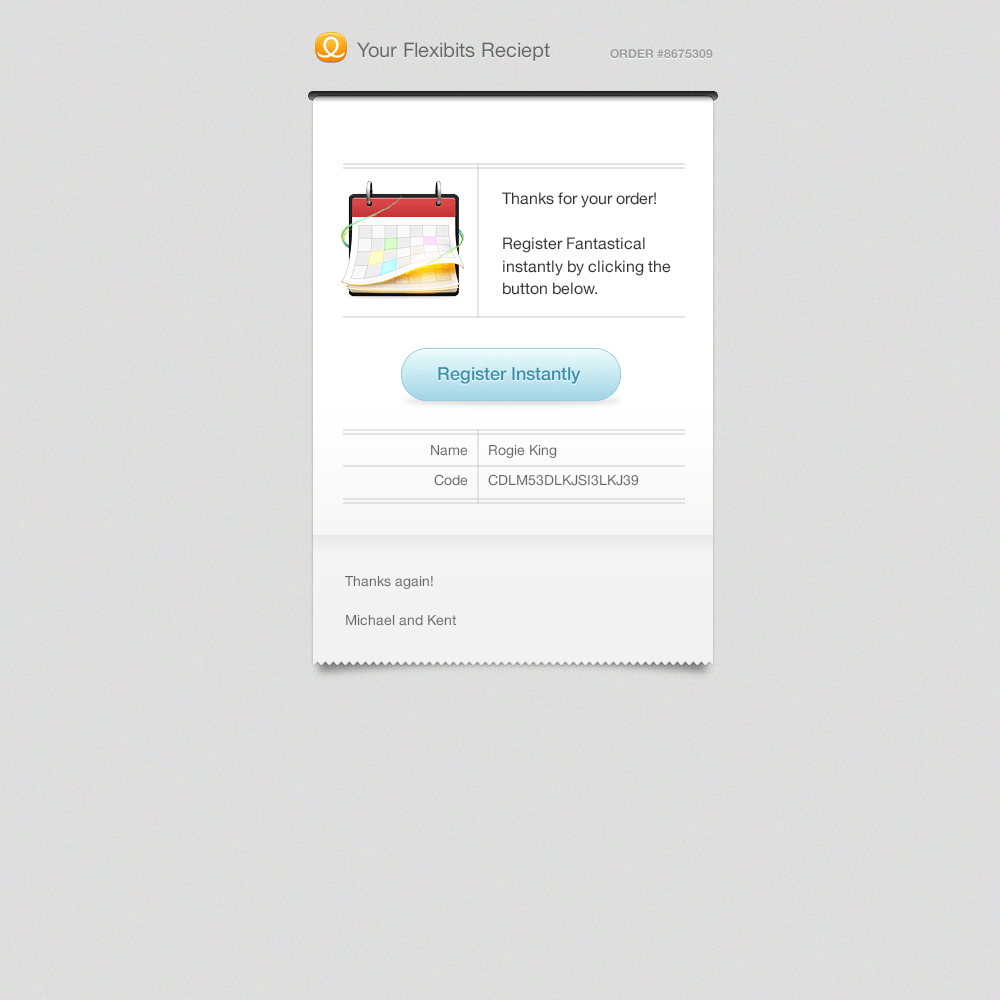 Your Flexibits Reciept
ORDER #8675309
Thanks for your order!
Register Fantastical
instantly by clicking the
button below.
Register Instantly
Name Rogie King
Code CDLM53DLKJSI3LKJ39
Thanks again!
Michael and Kent